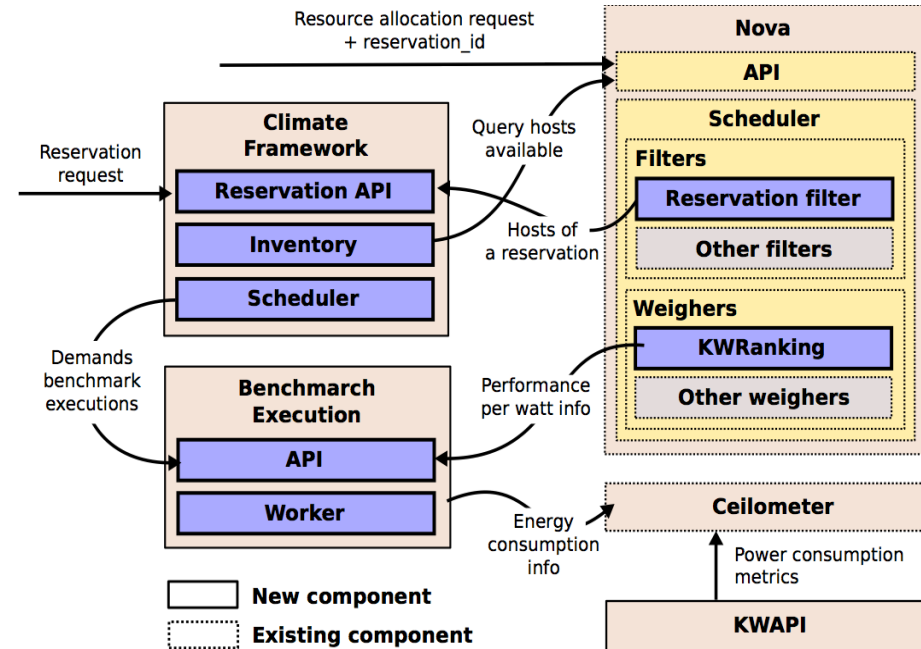 Resource allocation request
+ reservation_id
Nova
API
Climate
Framework
Query hosts
available
Scheduler
Reservation
request
Filters
Reservation API
Reservation filter
Inventory
Hosts of
a reservation
Other filters
Scheduler
Weighers
KWRanking
Demands
benchmark
executions
Benchmarch
Execution
Performance
per watt info
Other weighers
API
Worker
Energy
consumption
info
Ceilometer
Power consumption
metrics
New component
Existing component
KWAPI